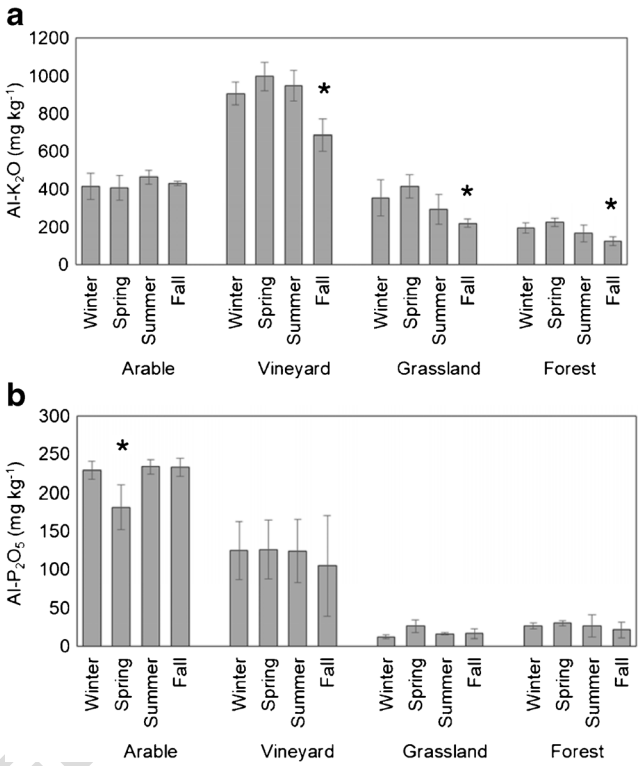 a
1200
1000
800
600
400
200
0
Al-K₂O (mg kg⁻¹)
*
*
*
Winter
Spring
Summer
Fall
Winter
Spring
Summer
Fall
Winter
Spring
Summer
Fall
Winter
Spring
Summer
Fall
Arable Vineyard Grassland Forest
b
300
250
200
150
100
50
0
Al-P₂O₅ (mg kg⁻¹)
*
Winter
Spring
Summer
Fall
Winter
Spring
Summer
Fall
Winter
Spring
Summer
Fall
Winter
Spring
Summer
Fall
Arable Vineyard Grassland Forest